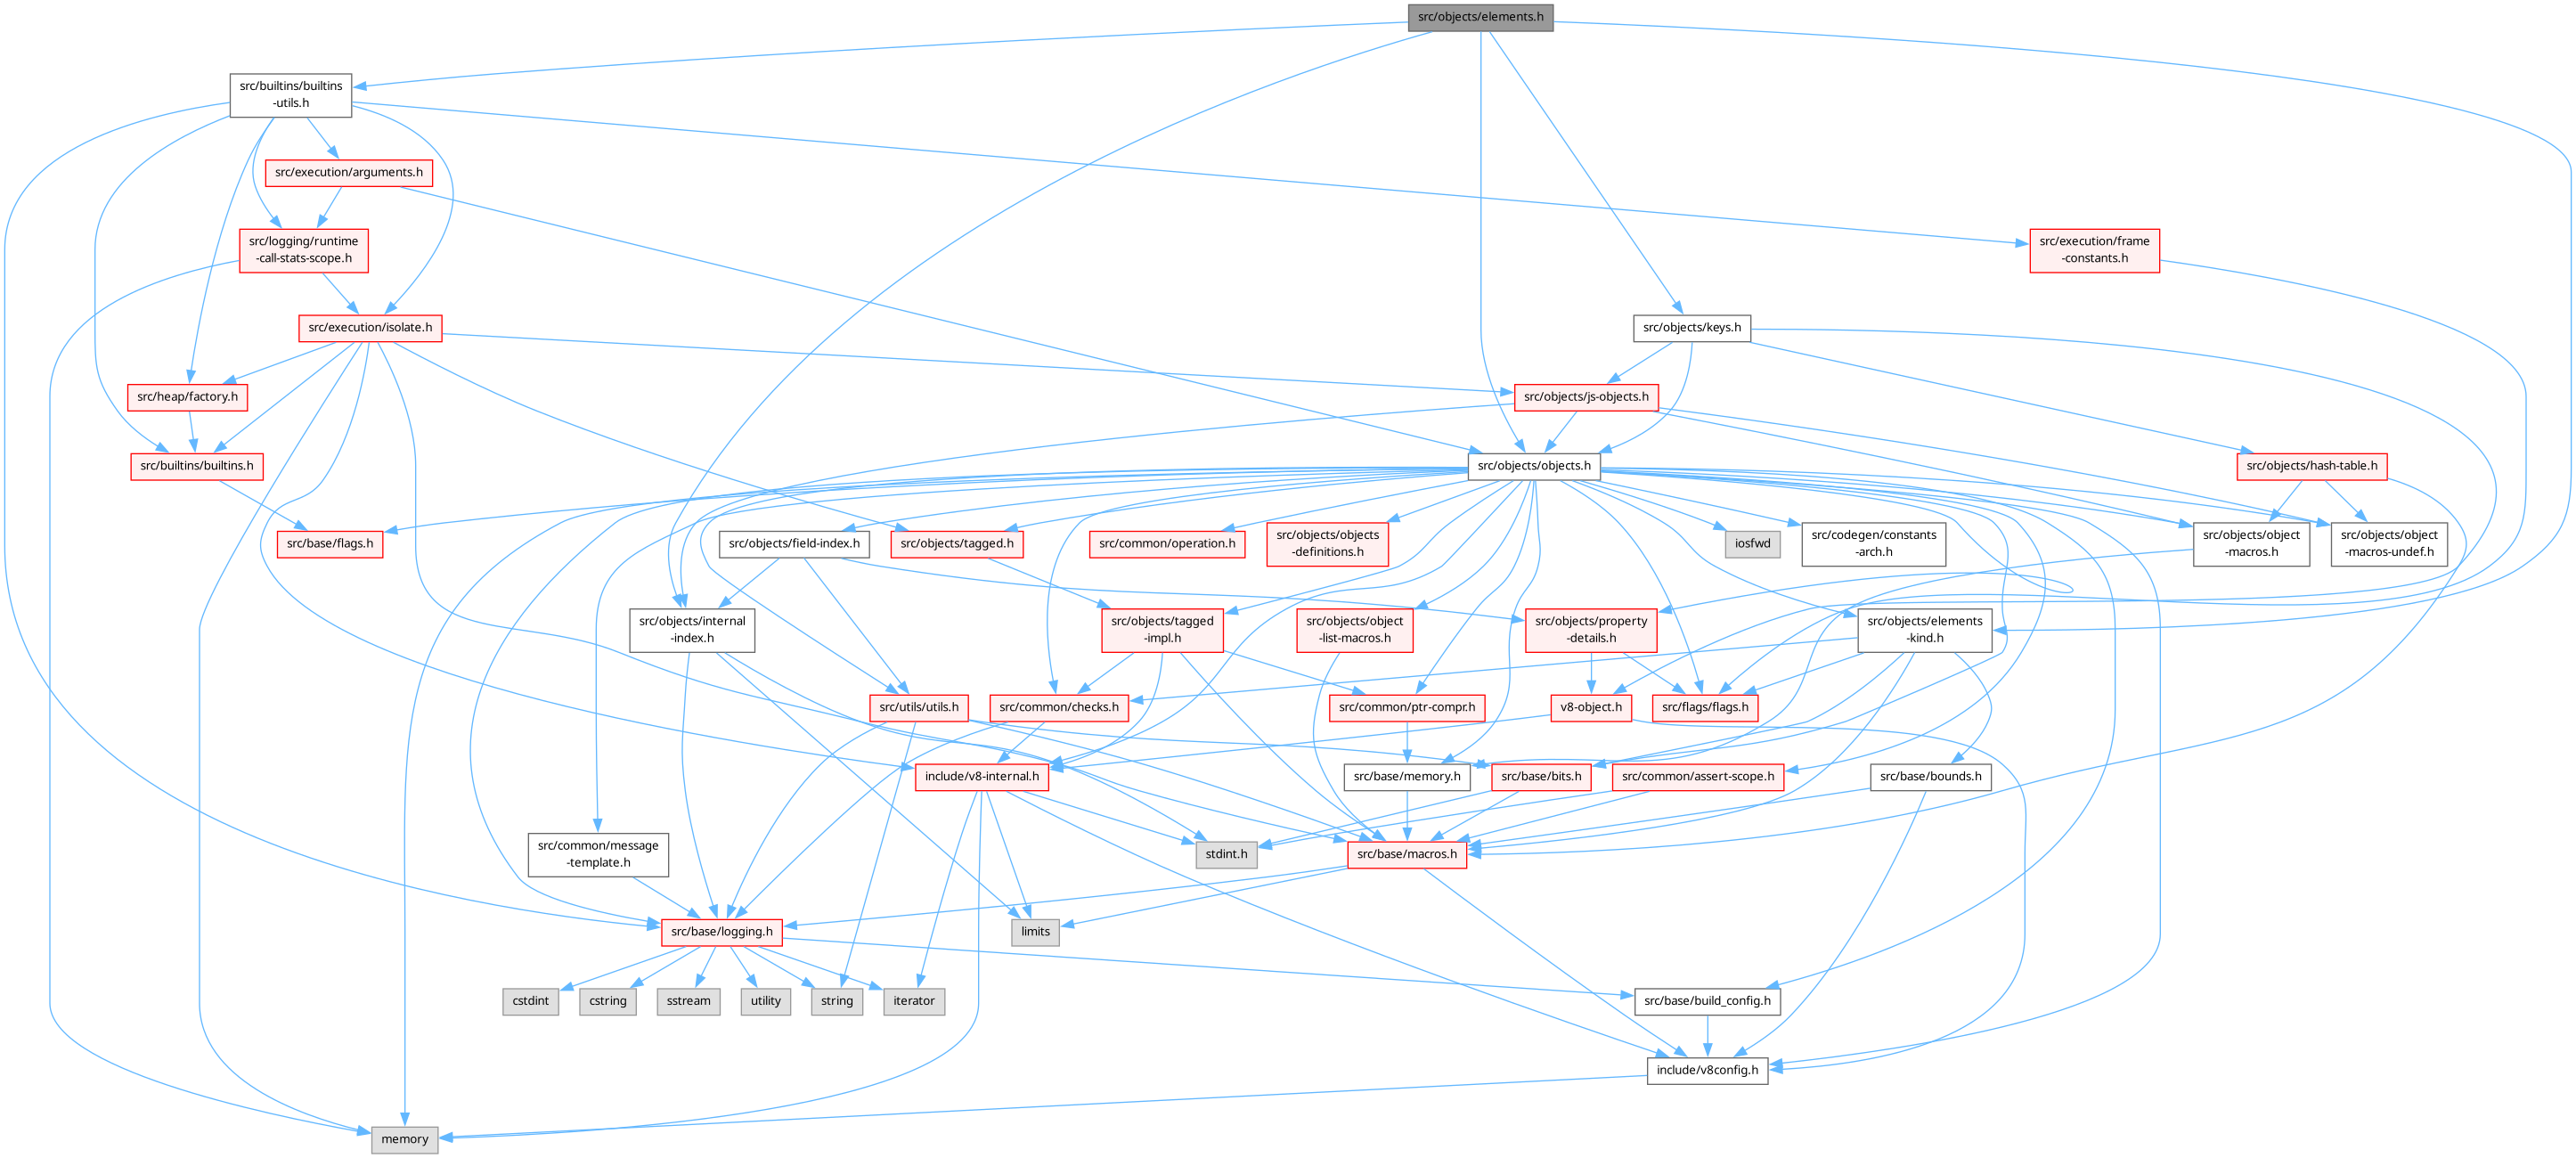 src/objects/elements.h
src/builtins/builtins
-utils.h
src/execution/arguments.h
src/logging/runtime
-call-stats-scope.h
src/execution/frame
-constants.h
src/execution/isolate.h
src/objects/keys.h
src/heap/factory.h
src/objects/js-objects.h
src/builtins/builtins.h
src/objects/objects.h
src/objects/hash-table.h
src/base/flags.h
src/objects/field-index.h
src/objects/tagged.h
src/common/operation.h
src/objects/objects
-definitions.h
iosfwd
src/codegen/constants
-arch.h
src/objects/object
-macros.h
src/objects/object
-macros-undef.h
src/objects/internal
-index.h
src/objects/tagged
-impl.h
src/objects/object
-list-macros.h
src/objects/property
-details.h
src/objects/elements
-kind.h
src/utils/utils.h
src/common/checks.h
src/common/ptr-compr.h
v8-object.h
src/flags/flags.h
include/v8-internal.h
src/base/memory.h
src/base/bits.h
src/common/assert-scope.h
src/base/bounds.h
src/common/message
-template.h
stdint.h
src/base/macros.h
src/base/logging.h
limits
cstdint
cstring
sstream
utility
string
iterator
src/base/build_config.h
include/v8config.h
memory